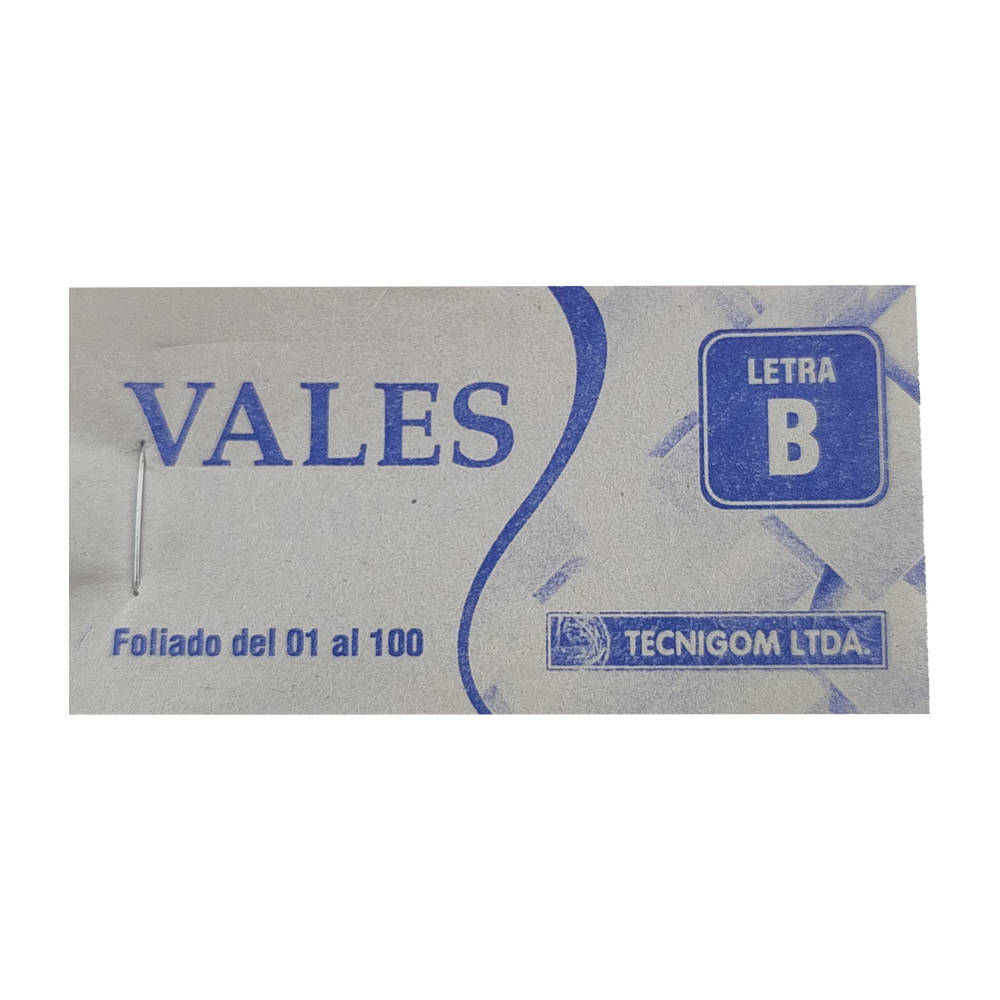 VALES
LETRA
B
Foliado del 01 al 100
TECNIGOM LTDA.